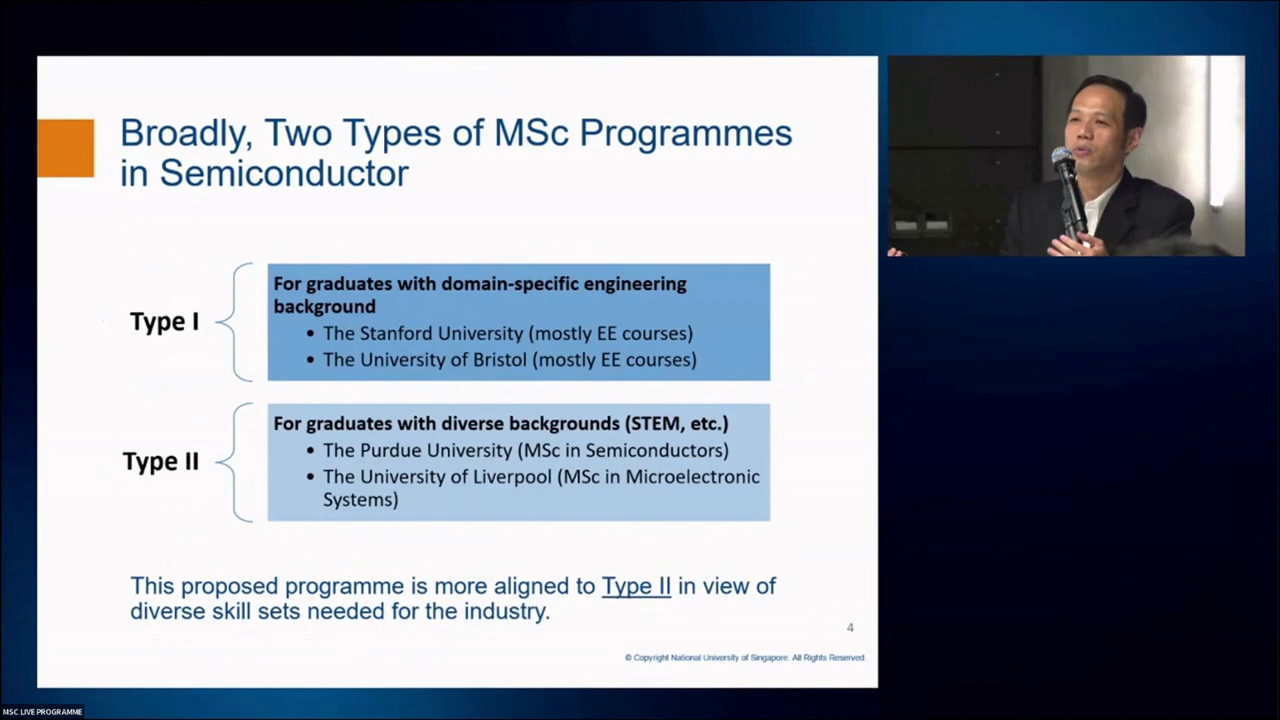 Broadly, Two Types of MSc Programmes
in Semiconductor
Type I
For graduates with domain-specific engineering
background
• The Stanford University (mostly EE courses)
• The University of Bristol (mostly EE courses)
Type II
For graduates with diverse backgrounds (STEM, etc.)
• The Purdue University (MSc in Semiconductors)
• The University of Liverpool (MSc in Microelectronic
Systems)
This proposed programme is more aligned to Type II in view of
diverse skill sets needed for the industry.
4
© Copyright National University of Singapore. All Rights Reserved
MSC LIVE PROGRAMME